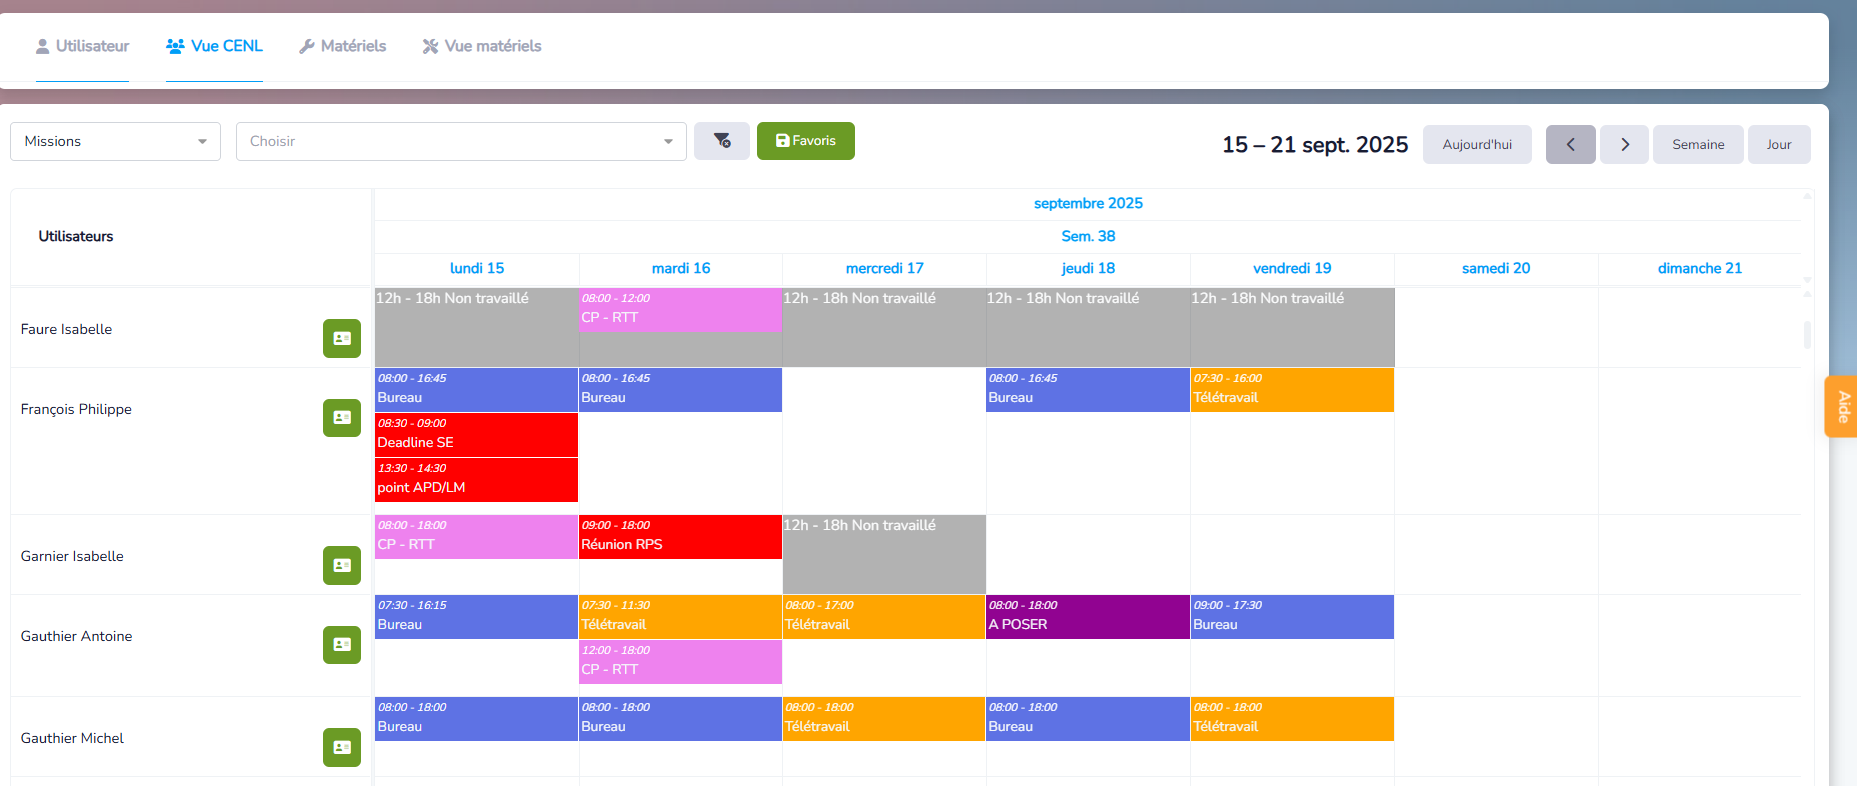 Utilisateur
Vue CENL
Matériels
Vue matériels
Missions
Choisir
Favoris
15 – 21 sept. 2025
Aujourd'hui
Semaine
Jour
Utilisateurs
septembre 2025
Sem. 38
lundi 15
mardi 16
mercredi 17
jeudi 18
vendredi 19
samedi 20
dimanche 21
Faure Isabelle
12h - 18h Non travaillé
08:00 - 12:00
CP - RTT
12h - 18h Non travaillé
12h - 18h Non travaillé
12h - 18h Non travaillé
François Philippe
08:00 - 16:45
Bureau
08:30 - 09:00
Deadline SE
13:30 - 14:30
point APD/LM
08:00 - 16:45
Bureau
08:00 - 16:45
Bureau
07:30 - 16:00
Télétravail
Garnier Isabelle
08:00 - 18:00
CP - RTT
09:00 - 18:00
Réunion RPS
12h - 18h Non travaillé
Gauthier Antoine
07:30 - 16:15
Bureau
07:30 - 11:30
Télétravail
12:00 - 18:00
CP - RTT
08:00 - 17:00
Télétravail
08:00 - 18:00
A POSER
09:00 - 17:30
Bureau
Gauthier Michel
08:00 - 18:00
Bureau
08:00 - 18:00
Bureau
08:00 - 18:00
Télétravail
08:00 - 18:00
Bureau
08:00 - 18:00
Télétravail
Aide